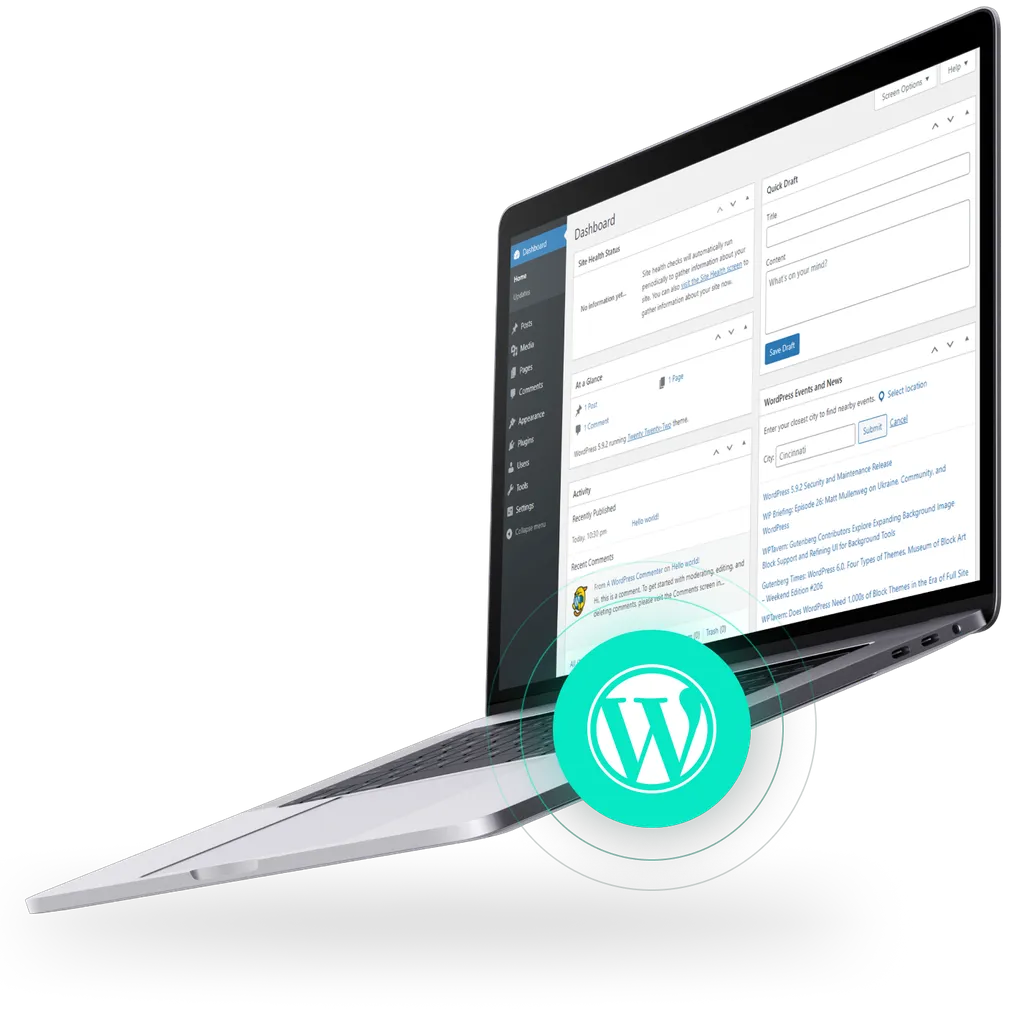 Screen Options
Help
Dashboard
Home
Updates
Posts
Media
Pages
Comments
Appearance
Plugins
Users
Tools
Settings
Collapse menu
Dashboard
Site Health Status
No information yet...
Site health checks will automatically run
periodically to gather information about your
site. You can also visit the Site Health screen to
gather information about your site now.
At a Glance
1 Post
1 Page
1 Comment
WordPress 5.9.2 running Twenty Twenty-Two theme.
Activity
Recently Published
Today, 10:30 pm
Hello world!
Recent Comments
From A WordPress Commenter on Hello world!
Hi, this is a comment. To get started with moderating, editing, and
deleting comments, please visit the Comments screen in...
Trash (0)
Quick Draft
Title
Content
What's on your mind?
Save Draft
WordPress Events and News
Enter your closest city to find nearby events.
Select location
City:
Cincinnati
Submit
Cancel
WordPress 5.9.2 Security and Maintenance Release
WP Briefing: Episode 26: Matt Mullenweg on Ukraine, Community, and
WordPress
WPTavern: Gutenberg Contributors Explore Expanding Background Image
Block Support and Refining UI for Background Tools
Gutenberg Times: WordPress 6.0, Four Types of Themes, Museum of Block Art
– Weekend Edition #206
WPTavern: Does WordPress Need 1,000s of Block Themes in the Era of Full Site
W